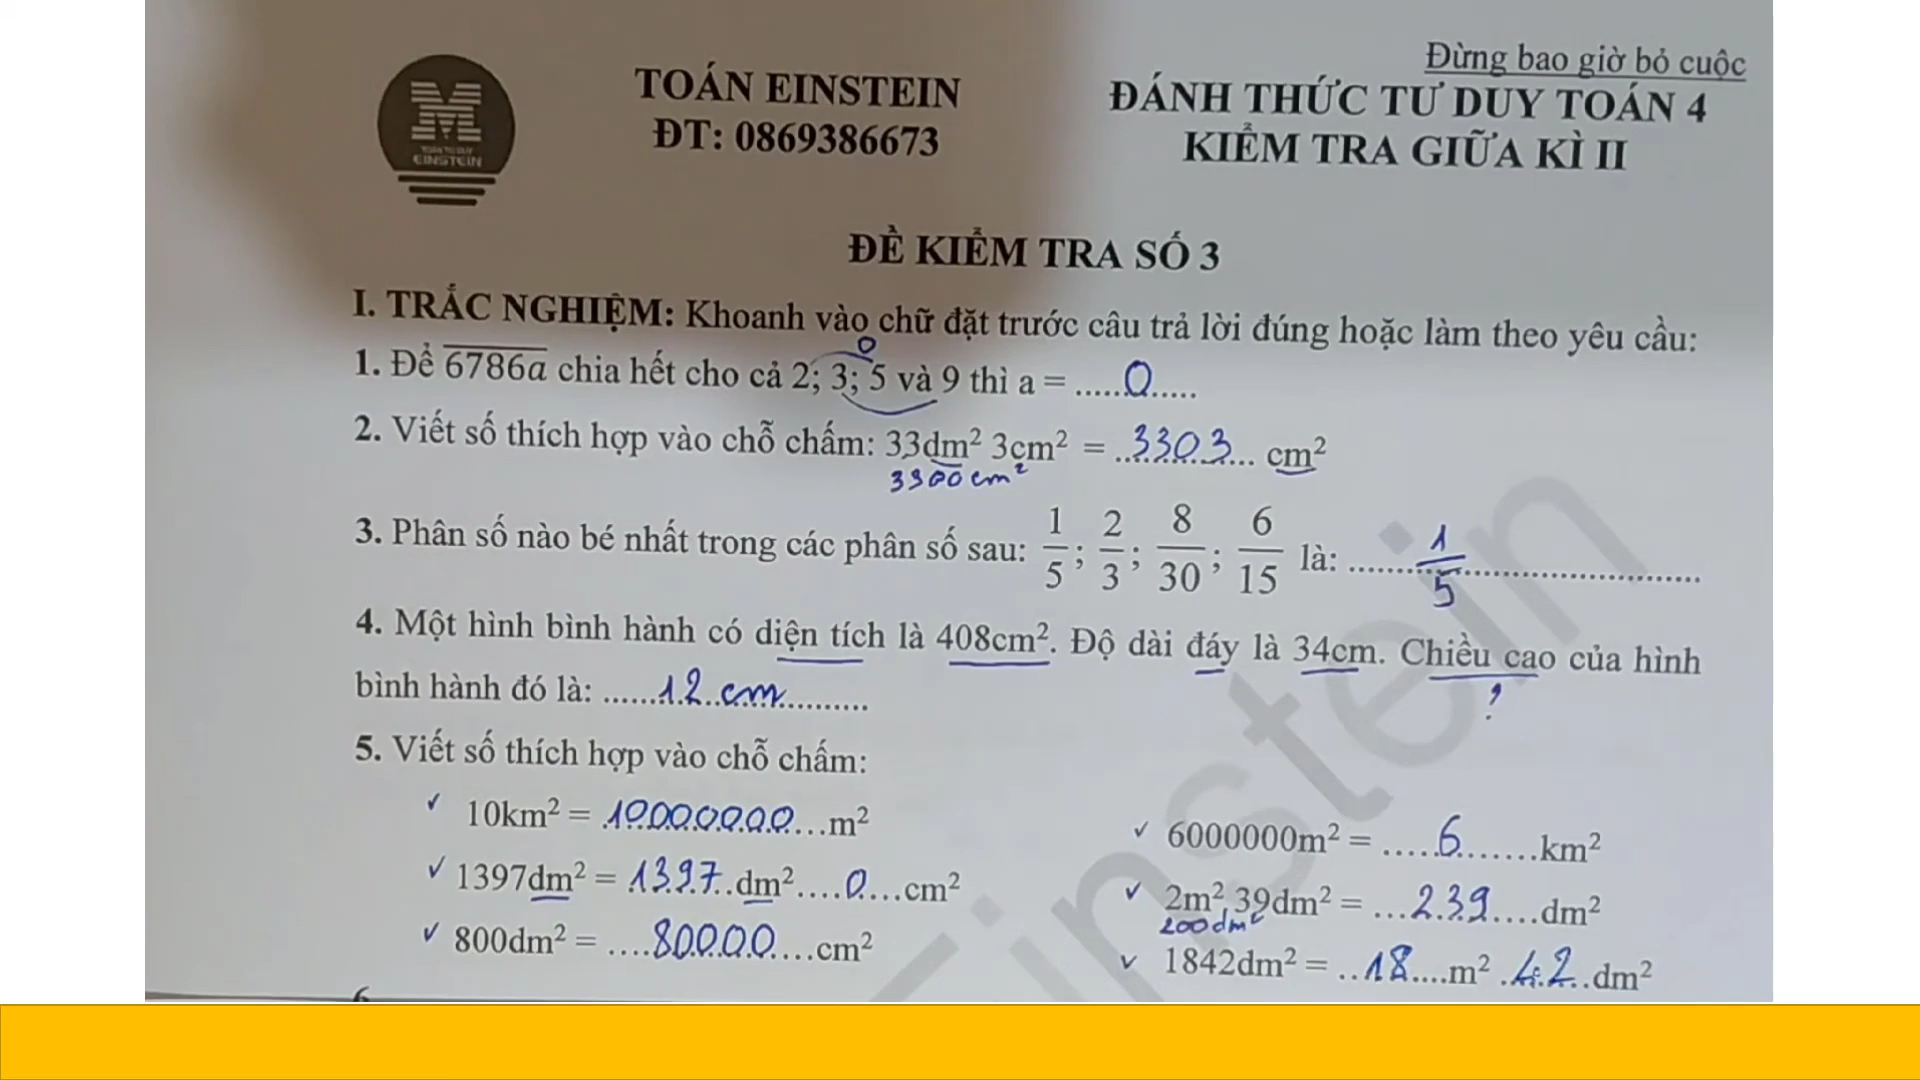 Đừng bao giờ bỏ cuộc
TOÁN EINSTEIN
ĐT: 0869386673
ĐÁNH THỨC TƯ DUY TOÁN 4
KIỂM TRA GIỮA KÌ II
M
TOÁN TƯ DUY
EINSTEIN
ĐỀ KIỂM TRA SỐ 3
I. TRẮC NGHIỆM: Khoanh vào chữ đặt trước câu trả lời đúng hoặc làm theo yêu cầu:
0
1. Để 6786a chia hết cho cả 2; 3; 5 và 9 thì a = ......0......
2. Viết số thích hợp vào chỗ chấm: 33dm² 3cm² = ..3303... cm²
3300cm²
3. Phân số nào bé nhất trong các phân số sau: 1/5; 2/3; 8/30; 6/15 là: ........1/5........
4. Một hình bình hành có diện tích là 408cm². Độ dài đáy là 34cm. Chiều cao của hình
bình hành đó là: ......12 cm.........
?
5. Viết số thích hợp vào chỗ chấm:
✓ 10km² = 10000000...m²
✓ 6000000m² = .....6.......km²
✓ 1397dm² = 1397..dm²....0....cm²
✓ 2m² 39dm² = ...239....dm²
200dm²
✓ 800dm² = ....80000....cm²
✓ 1842dm² = ..18....m² .42..dm²
Einstein